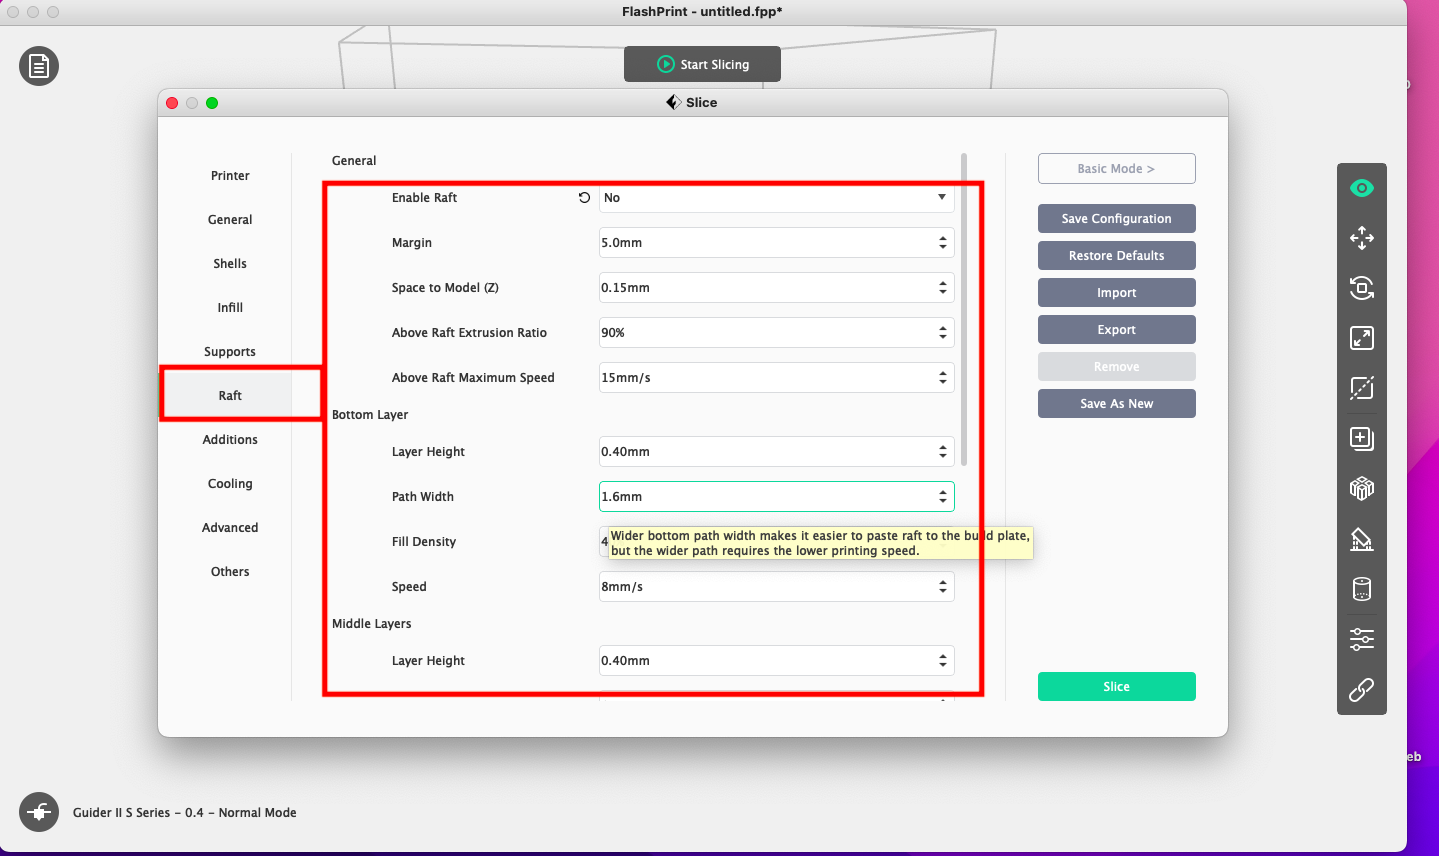 FlashPrint - untitled.fpp*
Start Slicing
Slice
Printer
General
Shells
Infill
Supports
Raft
Additions
Cooling
Advanced
Others
General
Enable Raft No
Margin 5.0mm
Space to Model (Z) 0.15mm
Above Raft Extrusion Ratio 90%
Above Raft Maximum Speed 15mm/s
Bottom Layer
Layer Height 0.40mm
Path Width 1.6mm
Fill Density 4
Wider bottom path width makes it easier to paste raft to the build plate,
but the wider path requires the lower printing speed.
Speed 8mm/s
Middle Layers
Layer Height 0.40mm
Basic Mode >
Save Configuration
Restore Defaults
Import
Export
Remove
Save As New
Slice
eb
Guider II S Series - 0.4 - Normal Mode